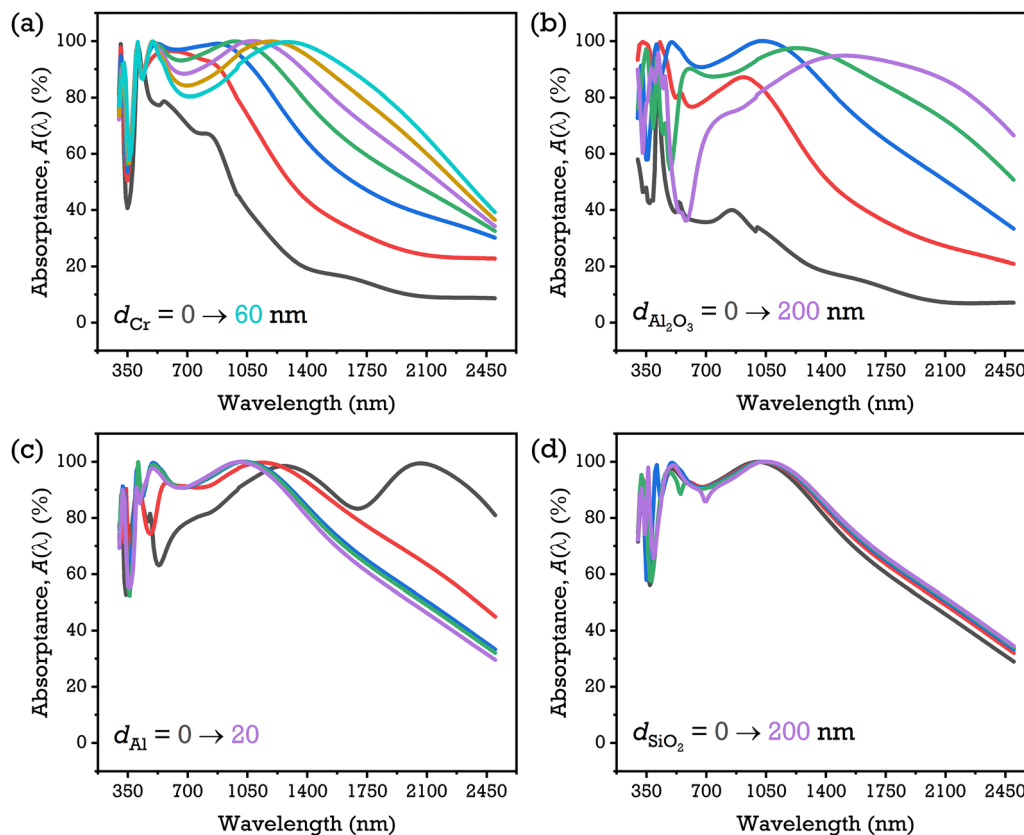 (a)
Absorptance, A(λ) (%)
100
80
60
40
20
0
d_Cr = 0 → 60 nm
350 700 1050 1400 1750 2100 2450
Wavelength (nm)
(b)
Absorptance, A(λ) (%)
100
80
60
40
20
0
d_Al₂O₃ = 0 → 200 nm
350 700 1050 1400 1750 2100 2450
Wavelength (nm)
(c)
Absorptance, A(λ) (%)
100
80
60
40
20
0
d_Al = 0 → 20
350 700 1050 1400 1750 2100 2450
Wavelength (nm)
(d)
Absorptance, A(λ) (%)
100
80
60
40
20
0
d_SiO₂ = 0 → 200 nm
350 700 1050 1400 1750 2100 2450
Wavelength (nm)